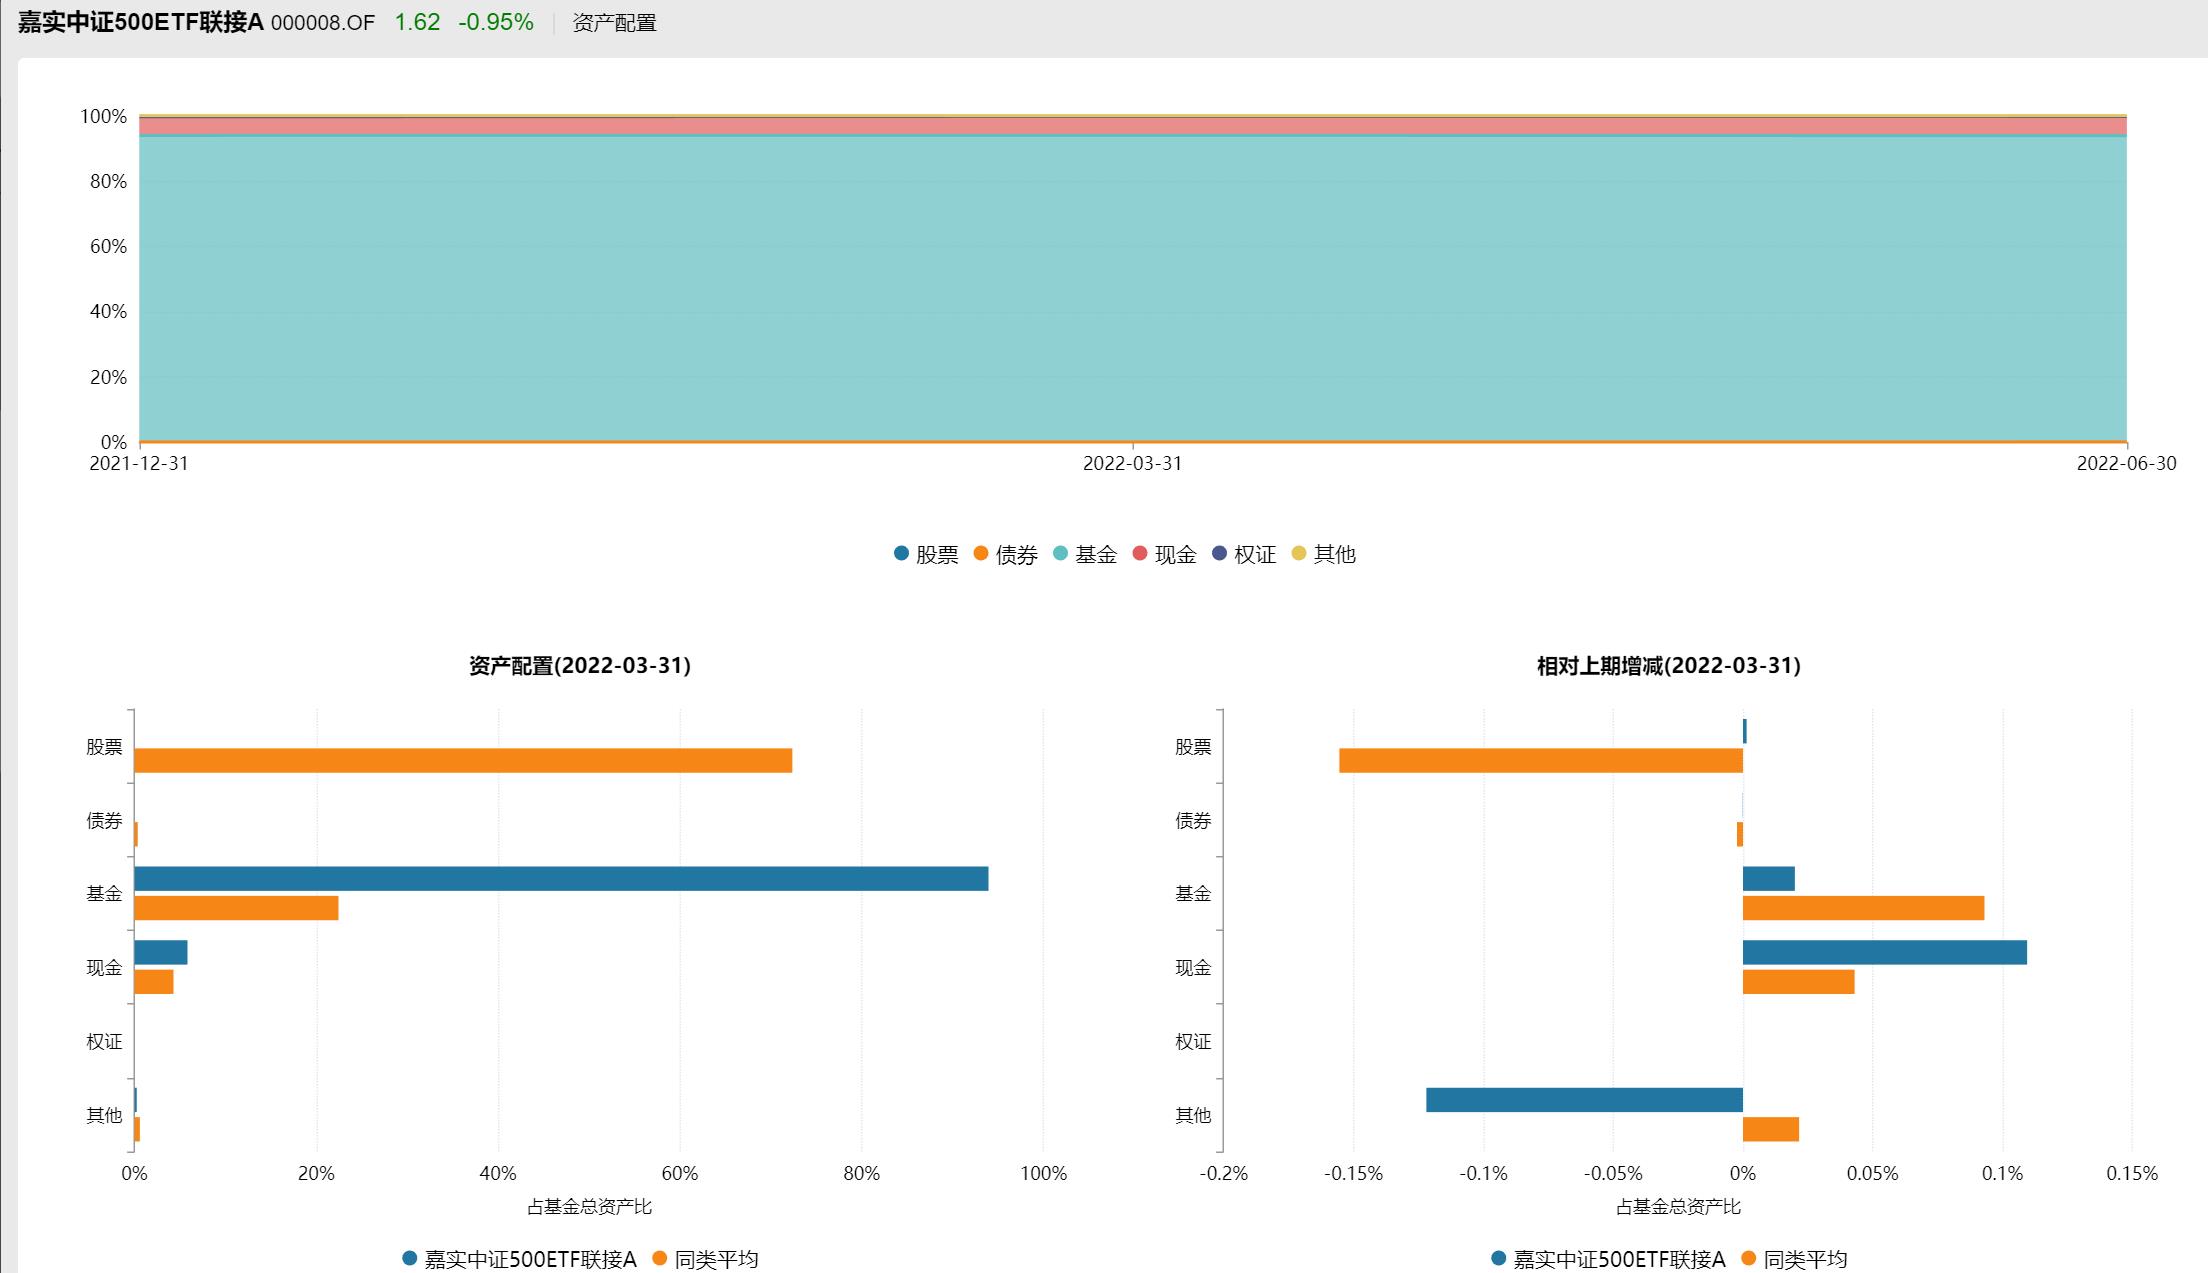 嘉实中证500ETF联接A 000008.OF 1.62 -0.95% 资产配置
100%
80%
60%
40%
20%
0%
2021-12-31 2022-03-31 2022-06-30
股票 债券 基金 现金 权证 其他
资产配置(2022-03-31)
股票
债券
基金
现金
权证
其他
0% 20% 40% 60% 80% 100%
占基金总资产比
嘉实中证500ETF联接A 同类平均
相对上期增减(2022-03-31)
股票
债券
基金
现金
权证
其他
-0.2% -0.15% -0.1% -0.05% 0% 0.05% 0.1% 0.15%
占基金总资产比
嘉实中证500ETF联接A 同类平均